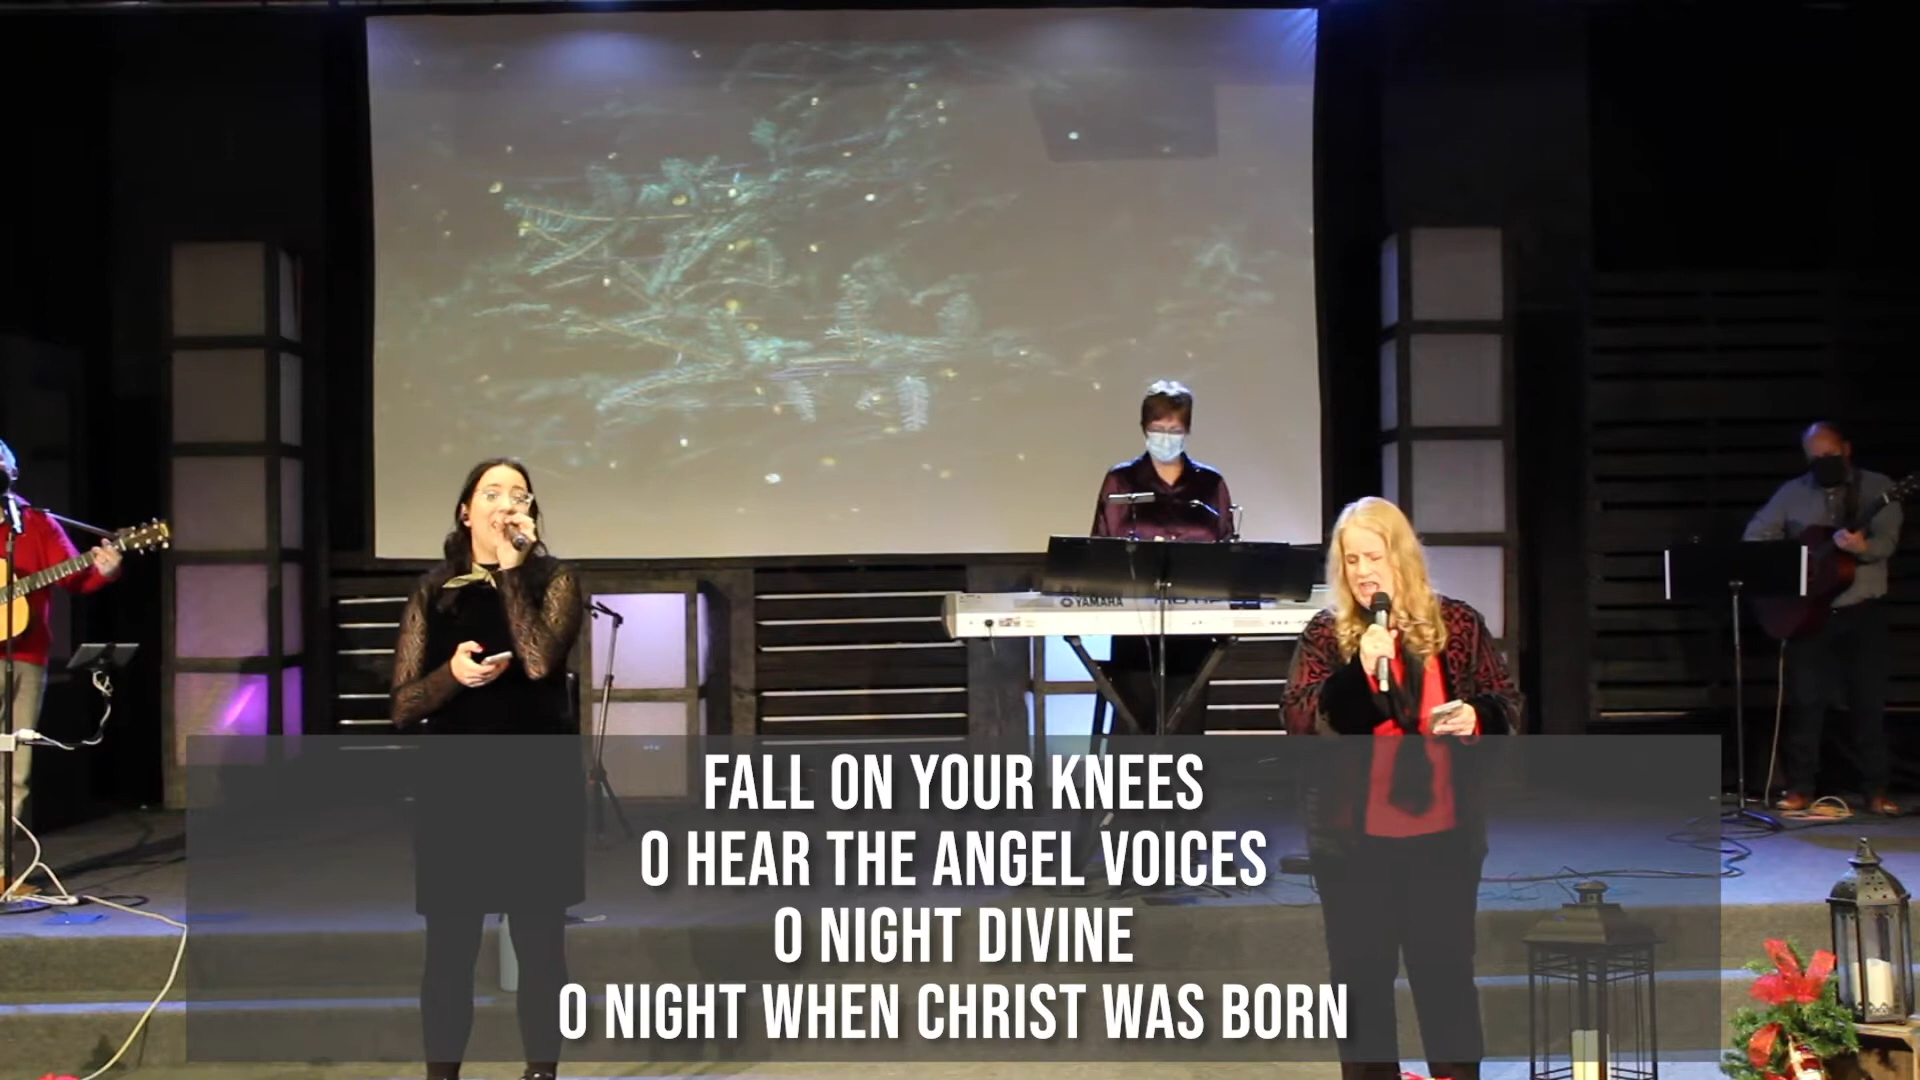 YAMAHA
FALL ON YOUR KNEES
O HEAR THE ANGEL VOICES
O NIGHT DIVINE
O NIGHT WHEN CHRIST WAS BORN